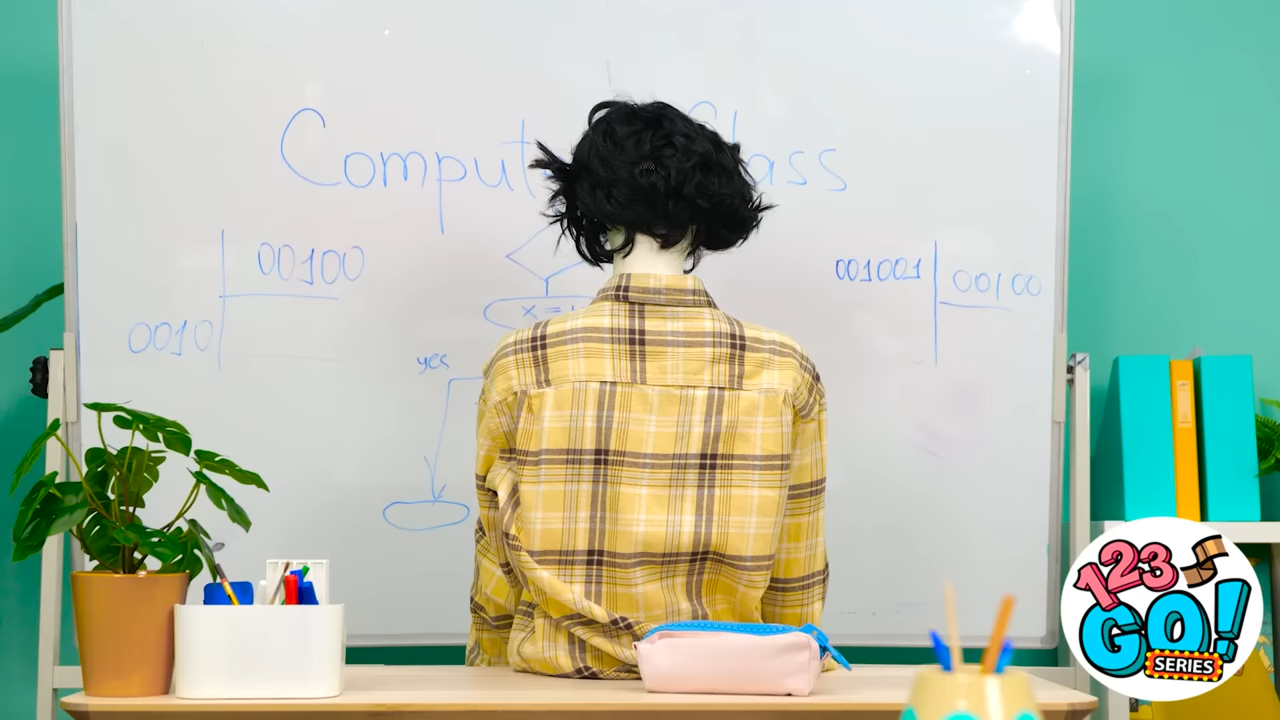 Comput lass
00100
0010
001001 00100
x =
yes
123
GO!
SERIES